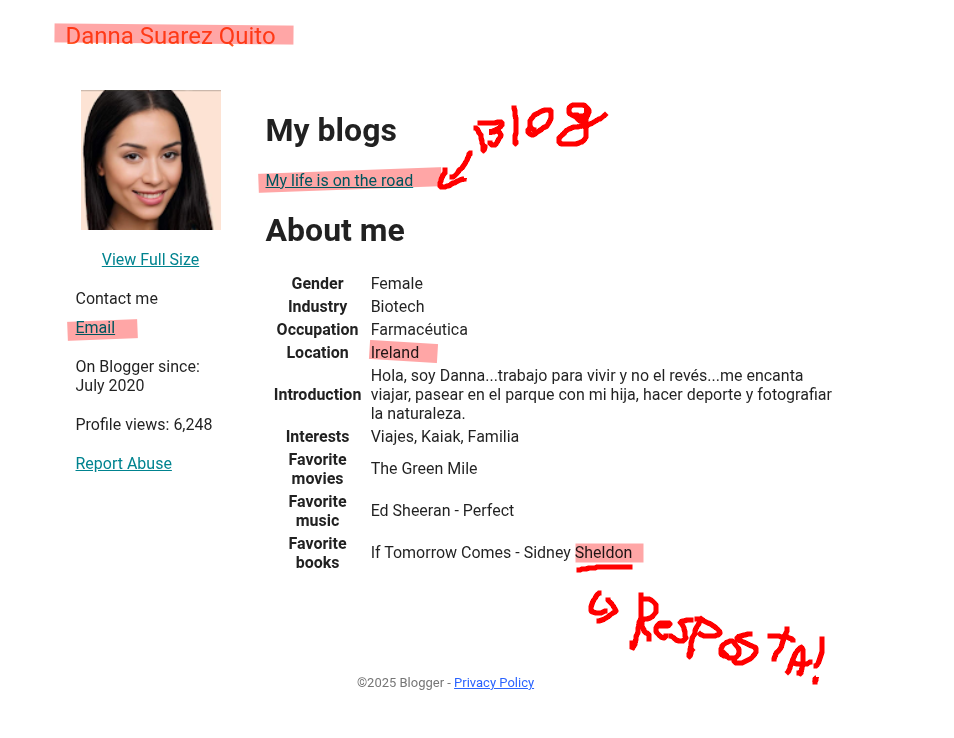 Danna Suarez Quito
My blogs
Blog
My life is on the road
About me
View Full Size
Contact me
Email
On Blogger since:
July 2020
Profile views: 6,248
Report Abuse
Gender Female
Industry Biotech
Occupation Farmacéutica
Location Ireland
Introduction Hola, soy Danna...trabajo para vivir y no el revés...me encanta
viajar, pasear en el parque con mi hija, hacer deporte y fotografiar
la naturaleza.
Interests Viajes, Kaiak, Familia
Favorite
movies The Green Mile
Favorite
music Ed Sheeran - Perfect
Favorite
books If Tomorrow Comes - Sidney Sheldon
RespostA!
©2025 Blogger - Privacy Policy